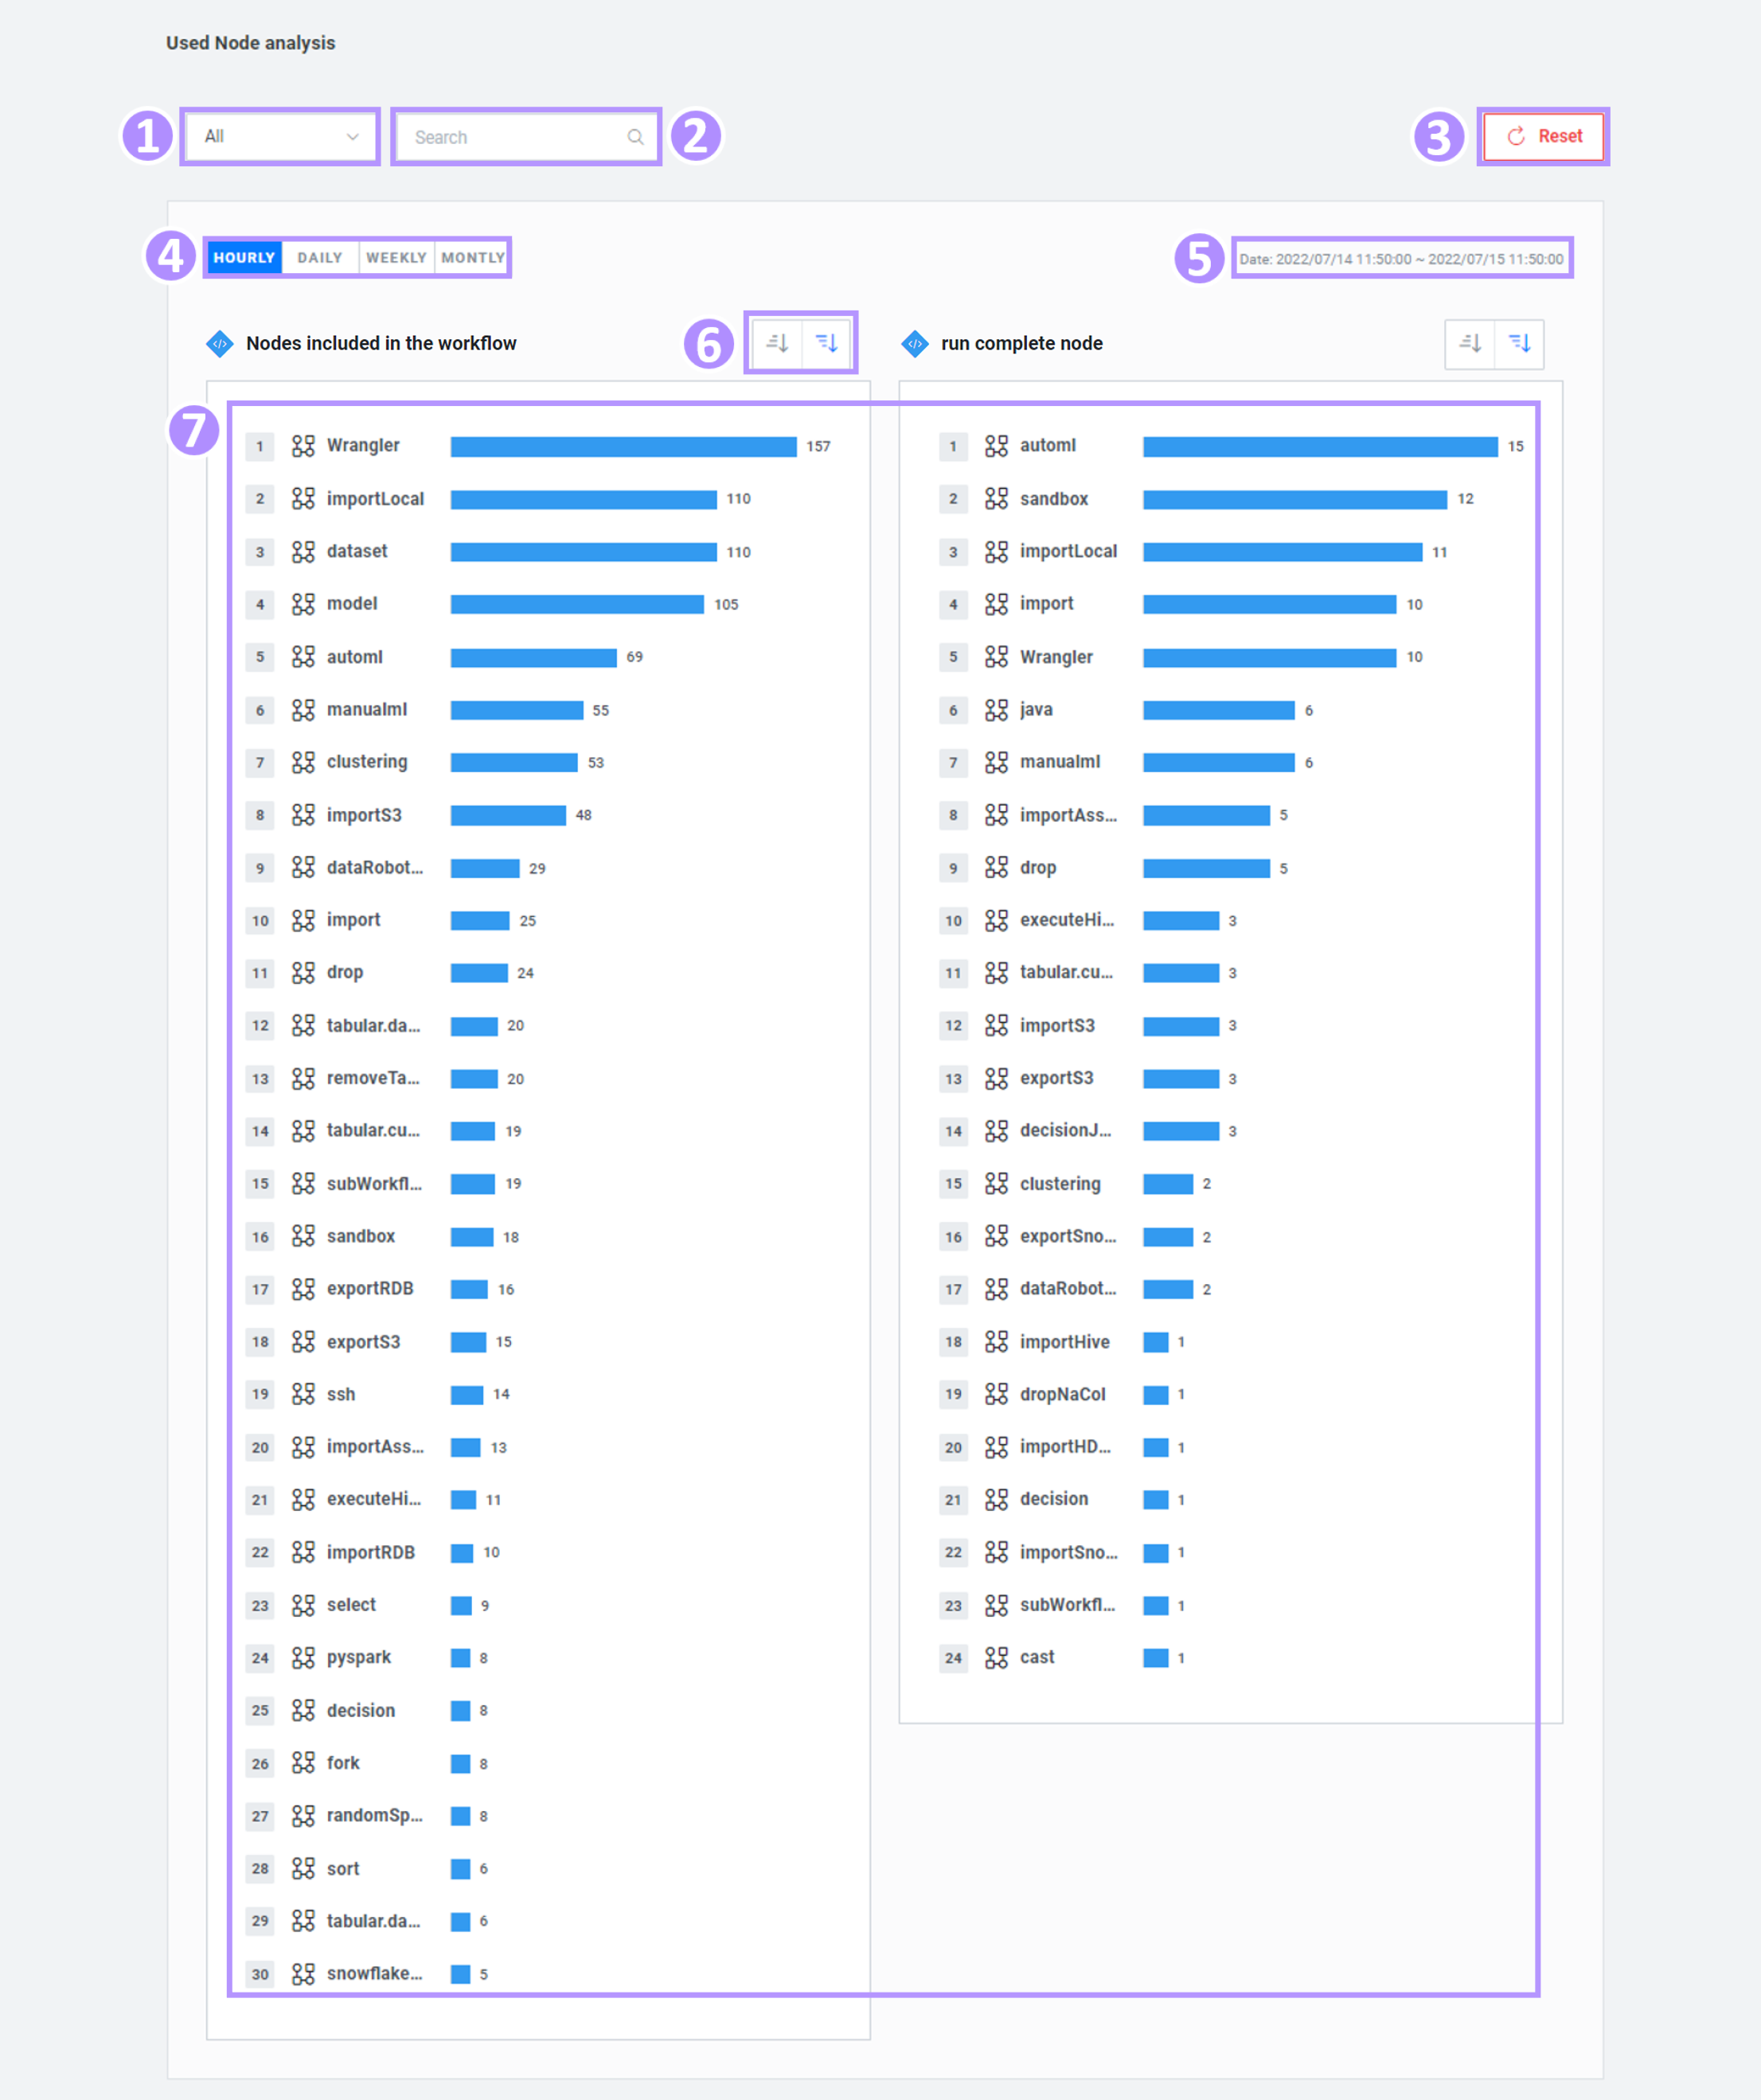 Used Node analysis
1 All Search 2 3 Reset
4 HOURLY DAILY WEEKLY MONTLY 5 Date: 2022/07/14 11:50:00 ~ 2022/07/15 11:50:00
Nodes included in the workflow 6
7
1 Wrangler 157
2 importLocal 110
3 dataset 110
4 model 105
5 automl 69
6 manualml 55
7 clustering 53
8 importS3 48
9 dataRobot... 29
10 import 25
11 drop 24
12 tabular.da... 20
13 removeTa... 20
14 tabular.cu... 19
15 subWorkfl... 19
16 sandbox 18
17 exportRDB 16
18 exportS3 15
19 ssh 14
20 importAss... 13
21 executeHi... 11
22 importRDB 10
23 select 9
24 pyspark 8
25 decision 8
26 fork 8
27 randomSp... 8
28 sort 6
29 tabular.da... 6
30 snowflake... 5
run complete node
1 automl 15
2 sandbox 12
3 importLocal 11
4 import 10
5 Wrangler 10
6 java 6
7 manualml 6
8 importAss... 5
9 drop 5
10 executeHi... 3
11 tabular.cu... 3
12 importS3 3
13 exportS3 3
14 decisionJ... 3
15 clustering 2
16 exportSno... 2
17 dataRobot... 2
18 importHive 1
19 dropNaCol 1
20 importHD... 1
21 decision 1
22 importSno... 1
23 subWorkfl... 1
24 cast 1